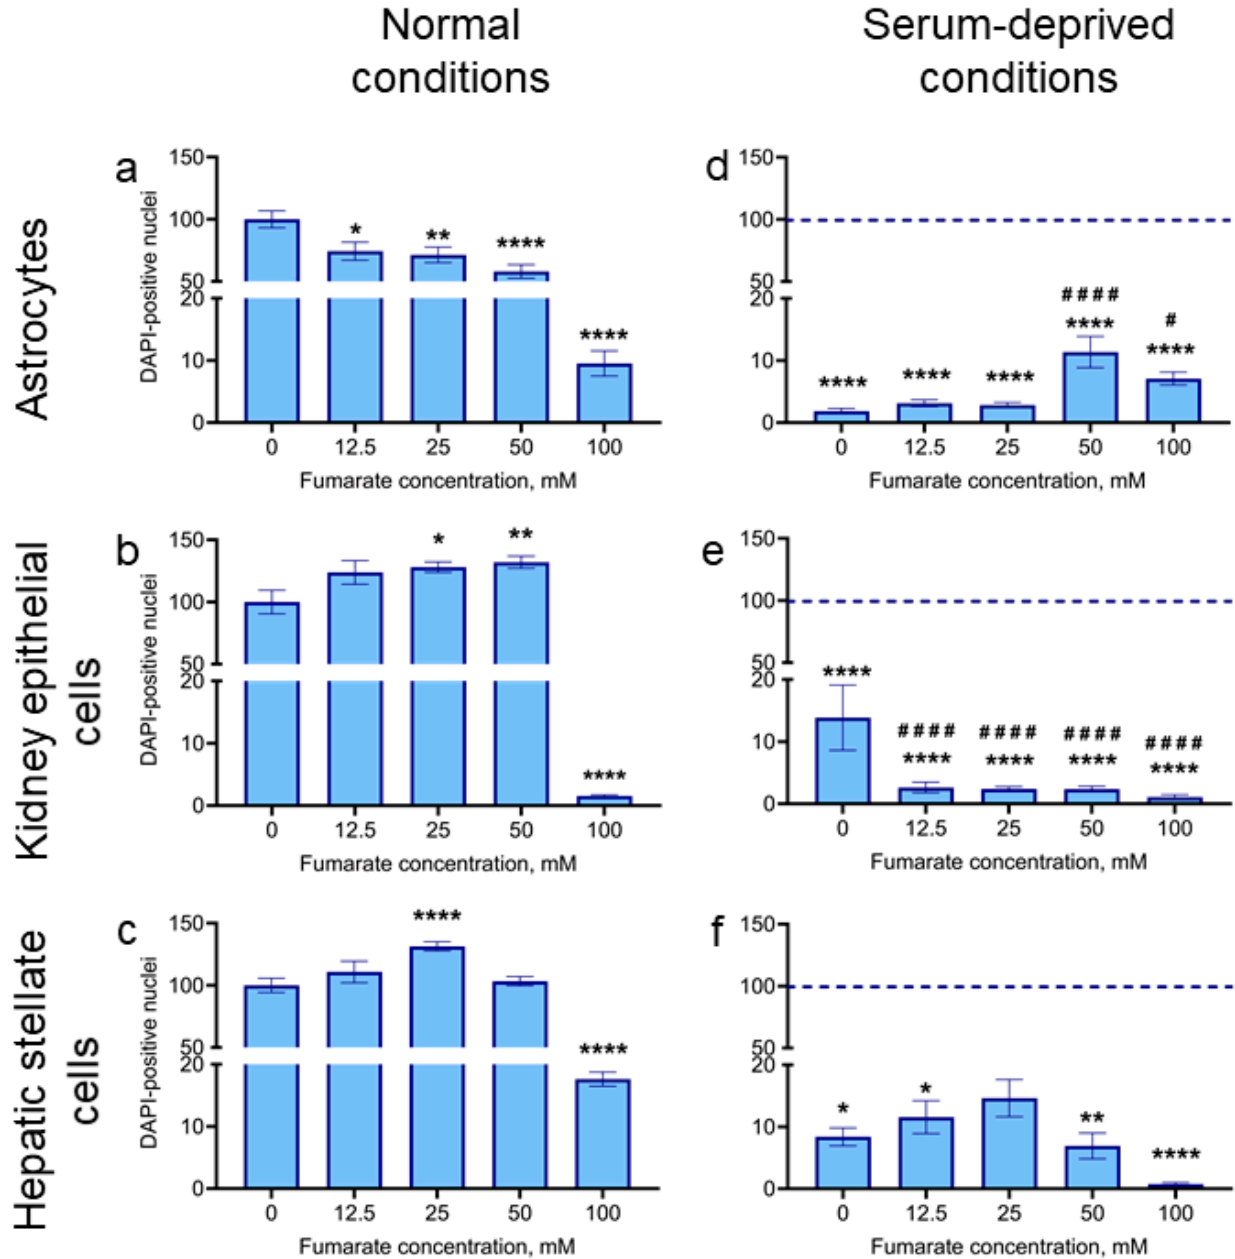 Normal
conditions
Serum-deprived
conditions
Astrocytes
a
DAPI-positive nuclei
150
100
50
20
10
0
*
**
****
****
0 12.5 25 50 100
Fumarate concentration, mM
d
150
100
50
20
10
0
####
#
****
****
****
****
****
0 12.5 25 50 100
Fumarate concentration, mM
Kidney epithelial
cells
b
DAPI-positive nuclei
150
100
50
20
10
0
*
**
****
0 12.5 25 50 100
Fumarate concentration, mM
e
150
100
50
20
10
0
****
#### #### #### ####
**** **** **** ****
0 12.5 25 50 100
Fumarate concentration, mM
Hepatic stellate
cells
c
DAPI-positive nuclei
150
100
50
20
10
0
****
****
0 12.5 25 50 100
Fumarate concentration, mM
f
150
100
50
20
10
0
*
*
**
****
0 12.5 25 50 100
Fumarate concentration, mM